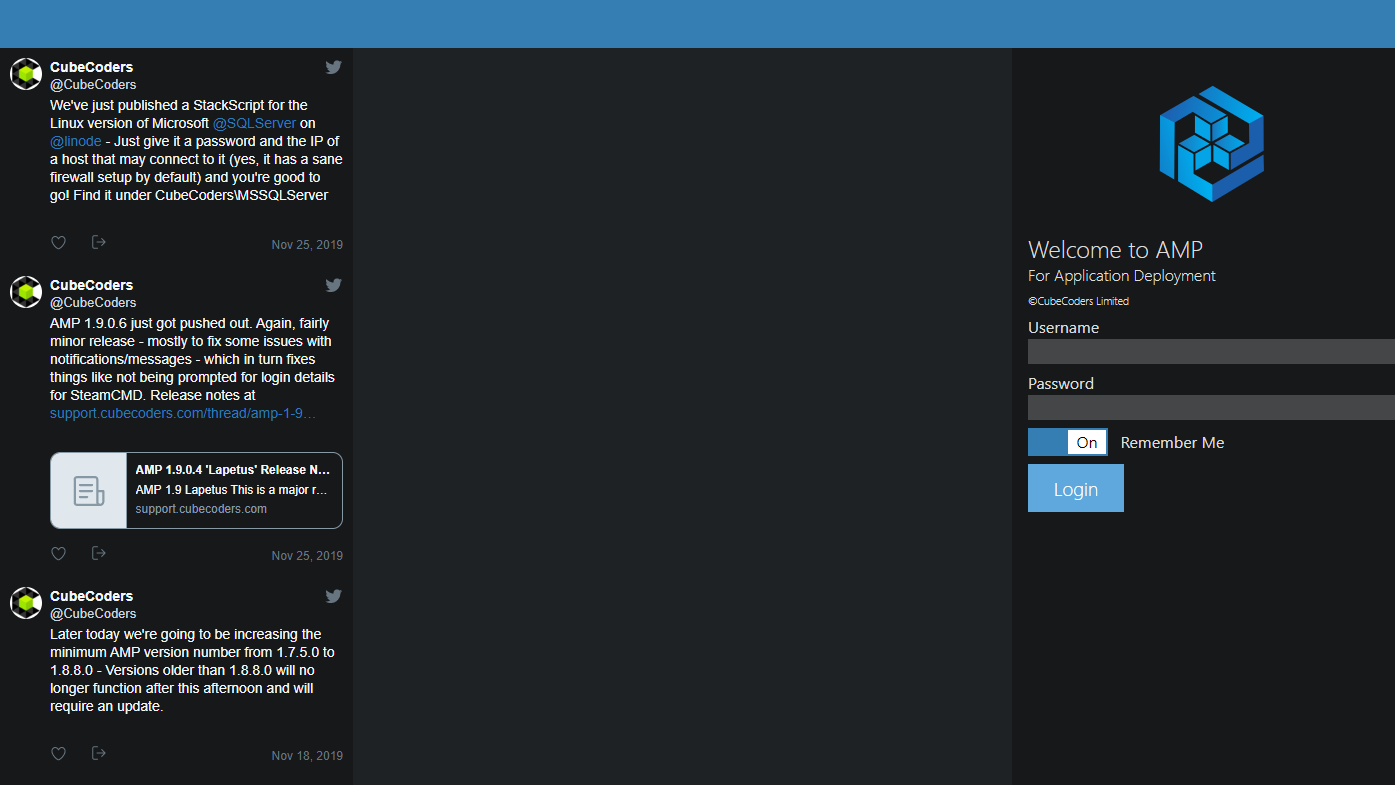 CubeCoders
@CubeCoders
We've just published a StackScript for the
Linux version of Microsoft @SQLServer on
@linode - Just give it a password and the IP of
a host that may connect to it (yes, it has a sane
firewall setup by default) and you're good to
go! Find it under CubeCoders\MSSQLServer
Nov 25, 2019
CubeCoders
@CubeCoders
AMP 1.9.0.6 just got pushed out. Again, fairly
minor release - mostly to fix some issues with
notifications/messages - which in turn fixes
things like not being prompted for login details
for SteamCMD. Release notes at
support.cubecoders.com/thread/amp-1-9…
AMP 1.9.0.4 'Lapetus' Release N...
AMP 1.9 Lapetus This is a major r...
support.cubecoders.com
Nov 25, 2019
CubeCoders
@CubeCoders
Later today we're going to be increasing the
minimum AMP version number from 1.7.5.0 to
1.8.8.0 - Versions older than 1.8.8.0 will no
longer function after this afternoon and will
require an update.
Nov 18, 2019
Welcome to AMP
For Application Deployment
©CubeCoders Limited
Username
Password
On Remember Me
Login